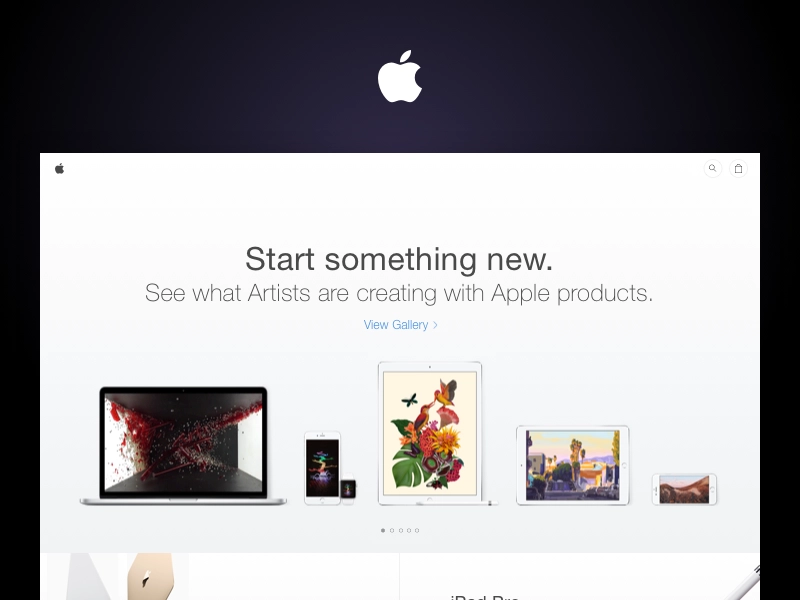 Start something new.
See what Artists are creating with Apple products.
View Gallery >
iPad Pro